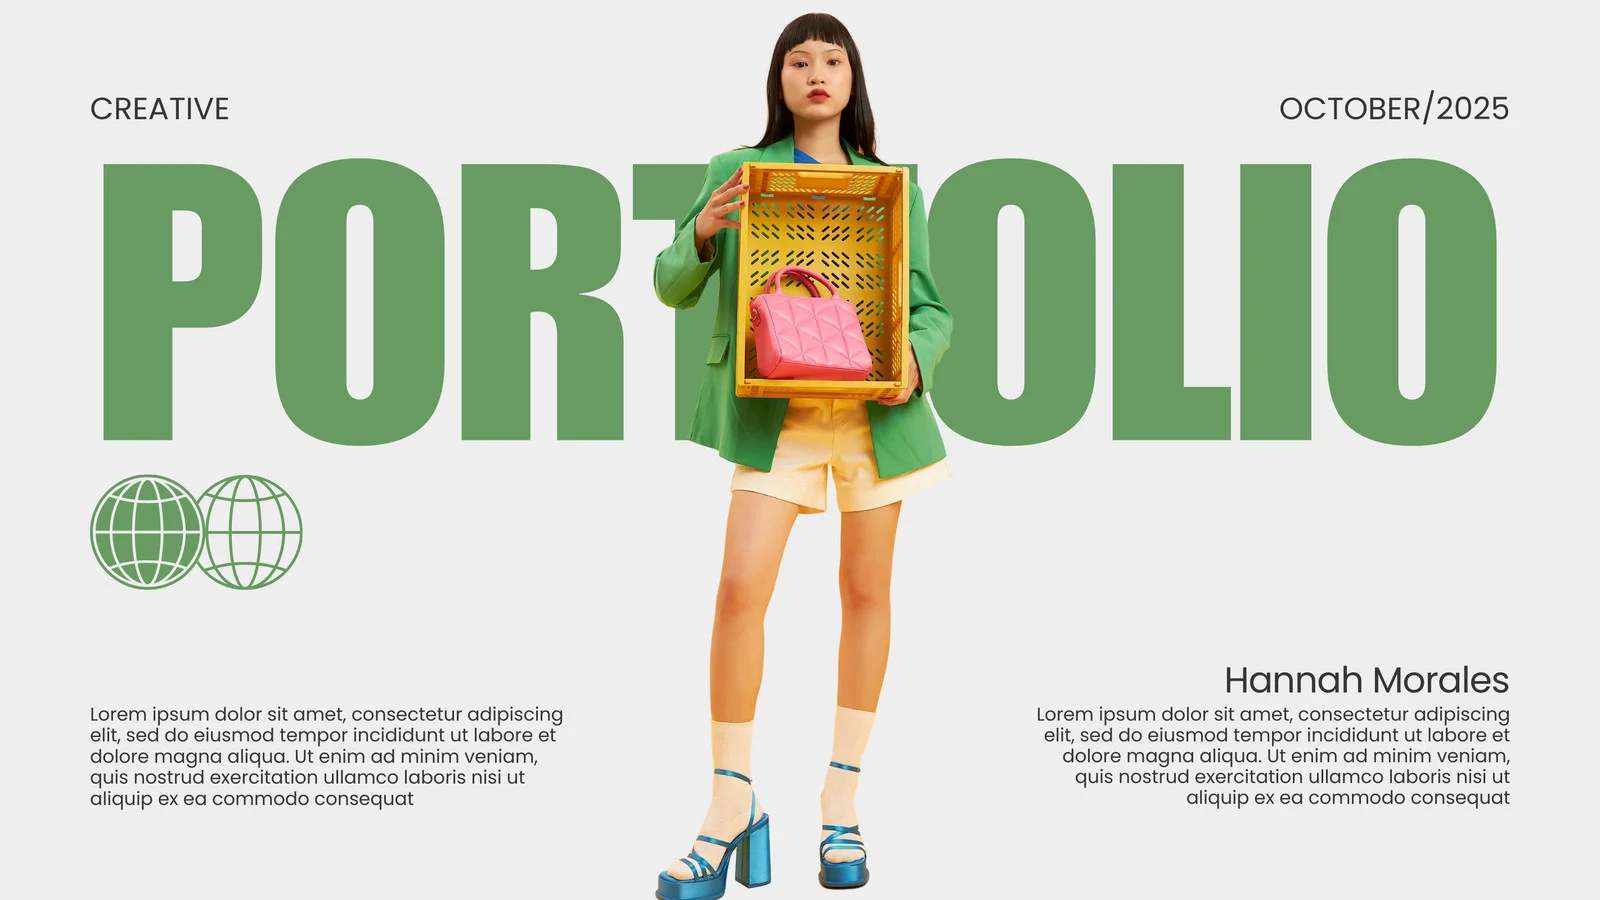 CREATIVE
OCTOBER/2025
PORTFOLIO
Hannah Morales
Lorem ipsum dolor sit amet, consectetur adipiscing
elit, sed do eiusmod tempor incididunt ut labore et
dolore magna aliqua. Ut enim ad minim veniam,
quis nostrud exercitation ullamco laboris nisi ut
aliquip ex ea commodo consequat
Lorem ipsum dolor sit amet, consectetur adipiscing
elit, sed do eiusmod tempor incididunt ut labore et
dolore magna aliqua. Ut enim ad minim veniam,
quis nostrud exercitation ullamco laboris nisi ut
aliquip ex ea commodo consequat